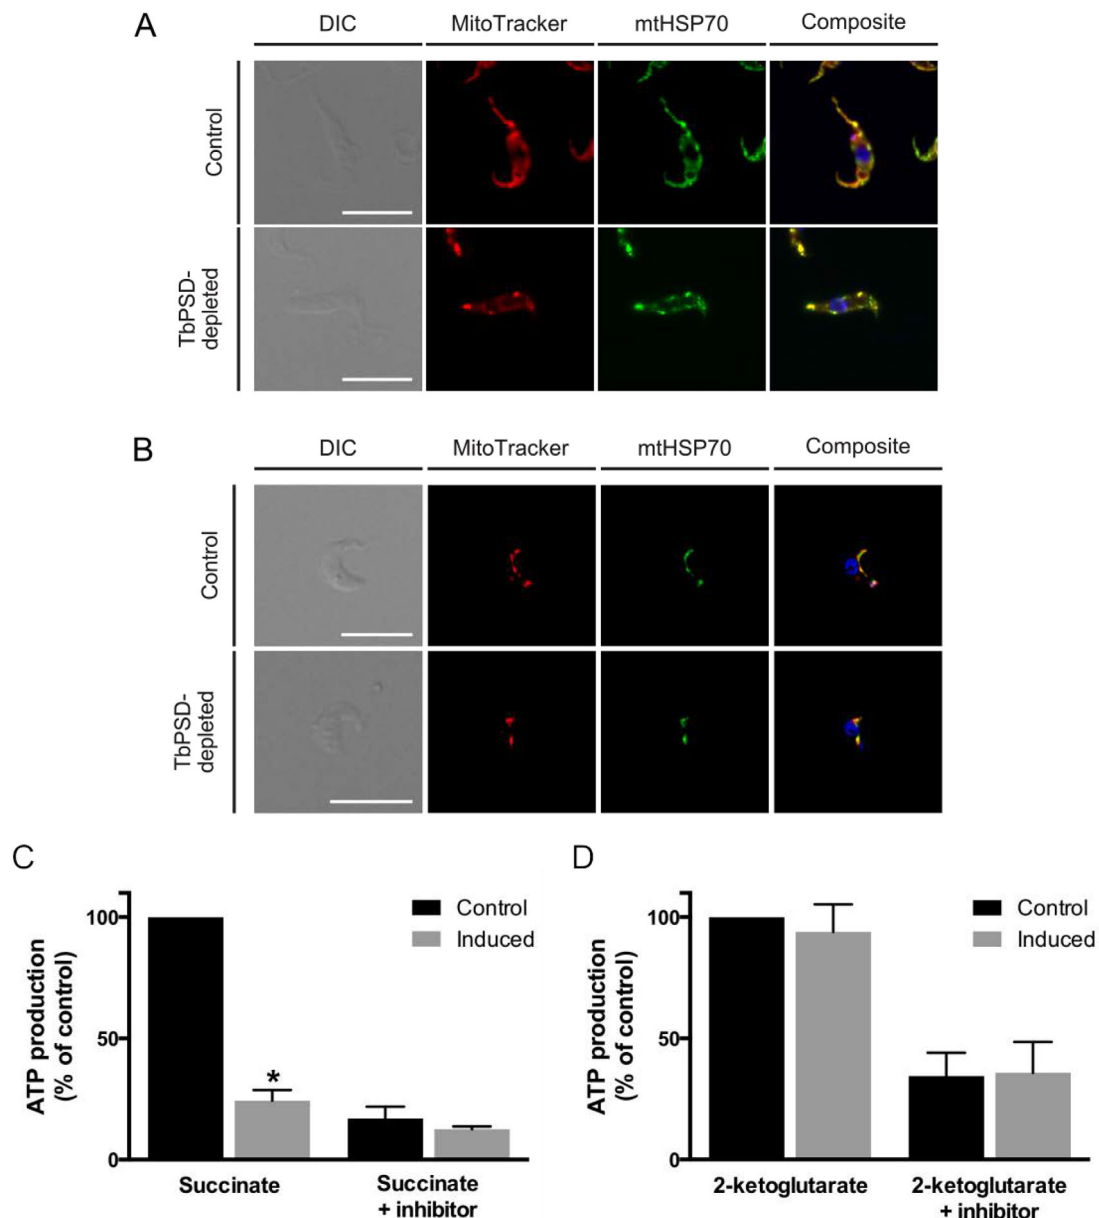 A
DIC MitoTracker mtHSP70 Composite
Control
TbPSD-
depleted
B
DIC MitoTracker mtHSP70 Composite
Control
TbPSD-
depleted
C
ATP production
(% of control)
100
50
0
Control
Induced
*
Succinate
Succinate
+ inhibitor
D
ATP production
(% of control)
100
50
0
Control
Induced
2-ketoglutarate
2-ketoglutarate
+ inhibitor